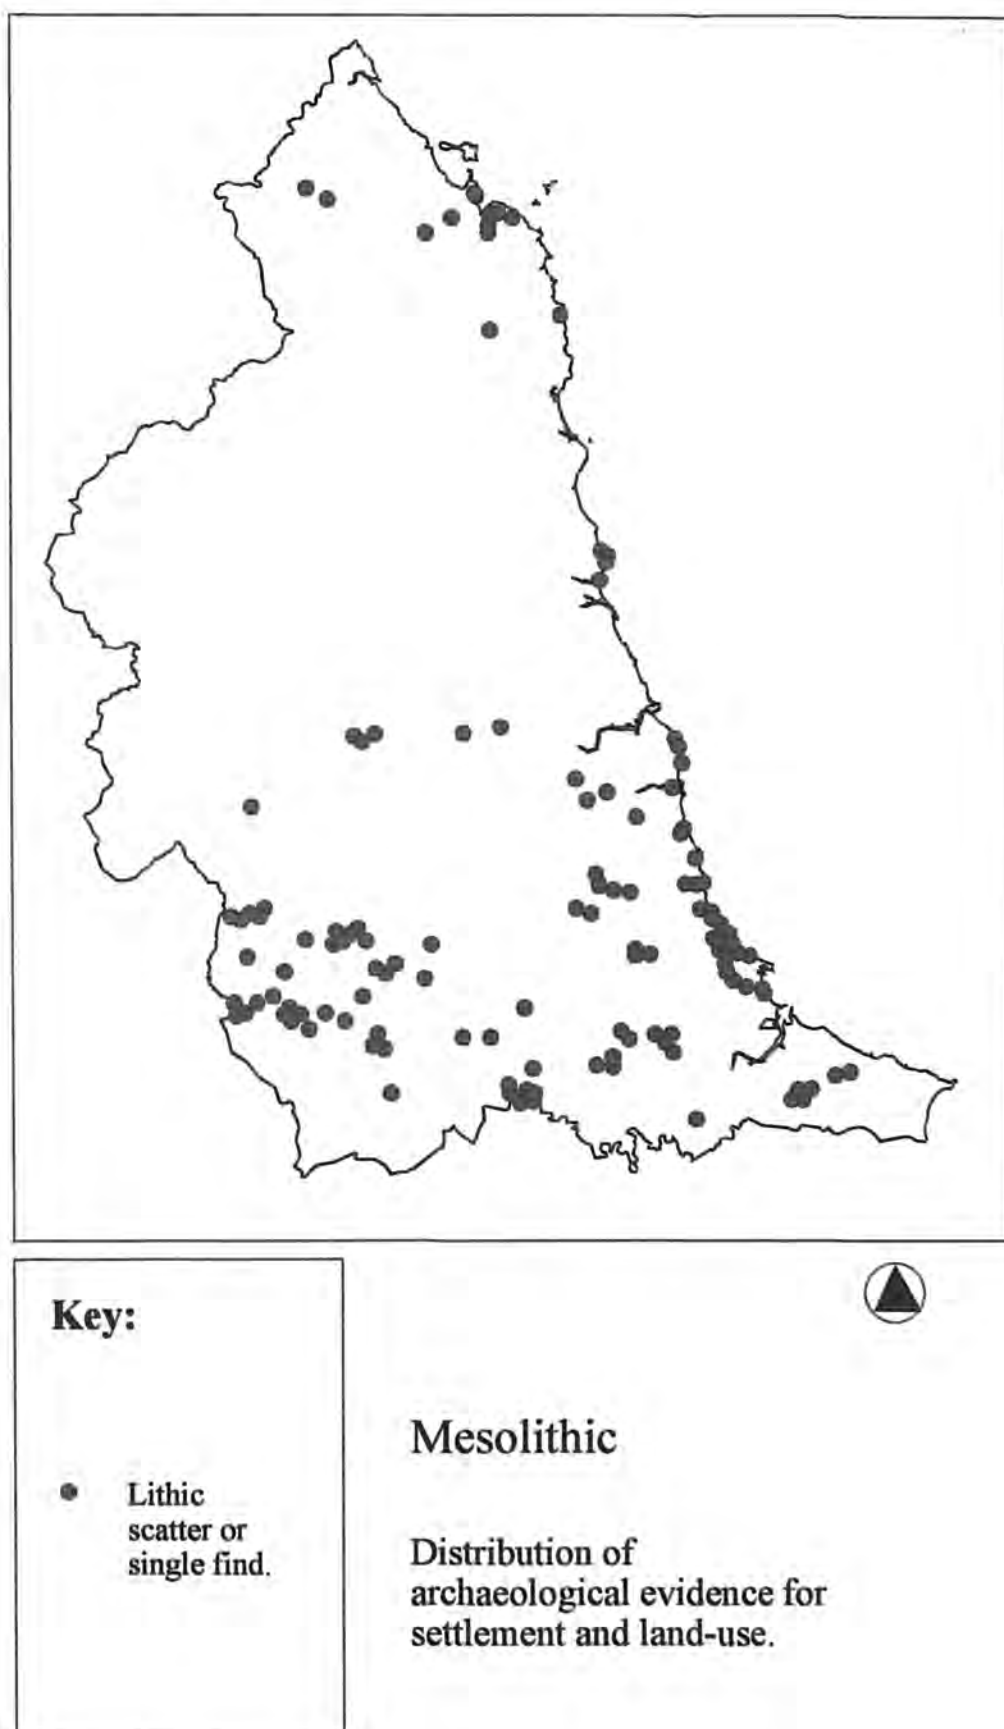 Key:
Lithic
scatter or
single find.
Mesolithic
Distribution of
archaeological evidence for
settlement and land-use.